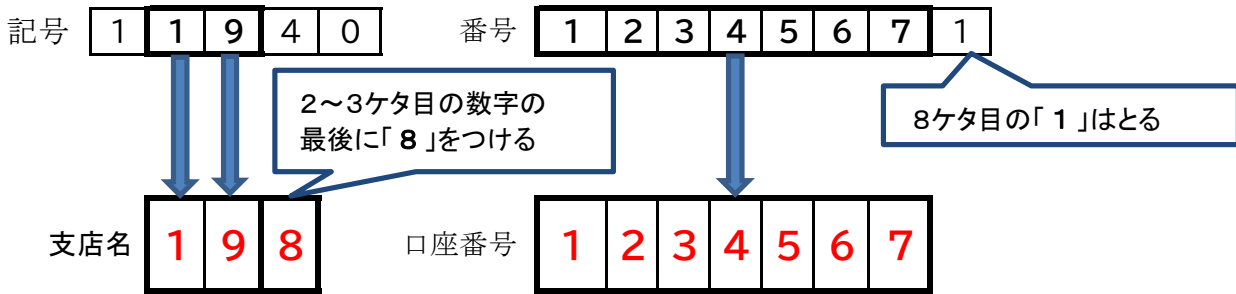 記号 1 1 9 4 0 番号 1 2 3 4 5 6 7 1
2～3ケタ目の数字の
最後に「 8 」をつける
8ケタ目の「 1 」はとる
支店名 1 9 8 口座番号 1 2 3 4 5 6 7